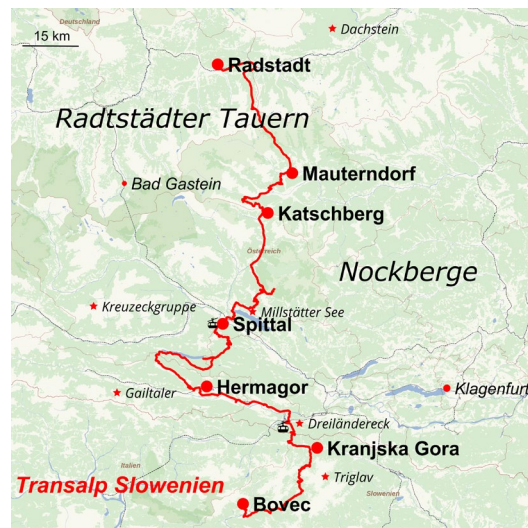 Deutschland
15 km
Dachstein
Radstadt
Radtstädter Tauern
Mauterndorf
Bad Gastein
Katschberg
Österreich
Nockberge
Kreuzeckgruppe
Millstätter See
Spittal
Hermagor
Klagenfurt
Gailtaler
Dreiländereck
Kranjska Gora
Italien
Triglav
Transalp Slowenien
Slowenien
Bovec